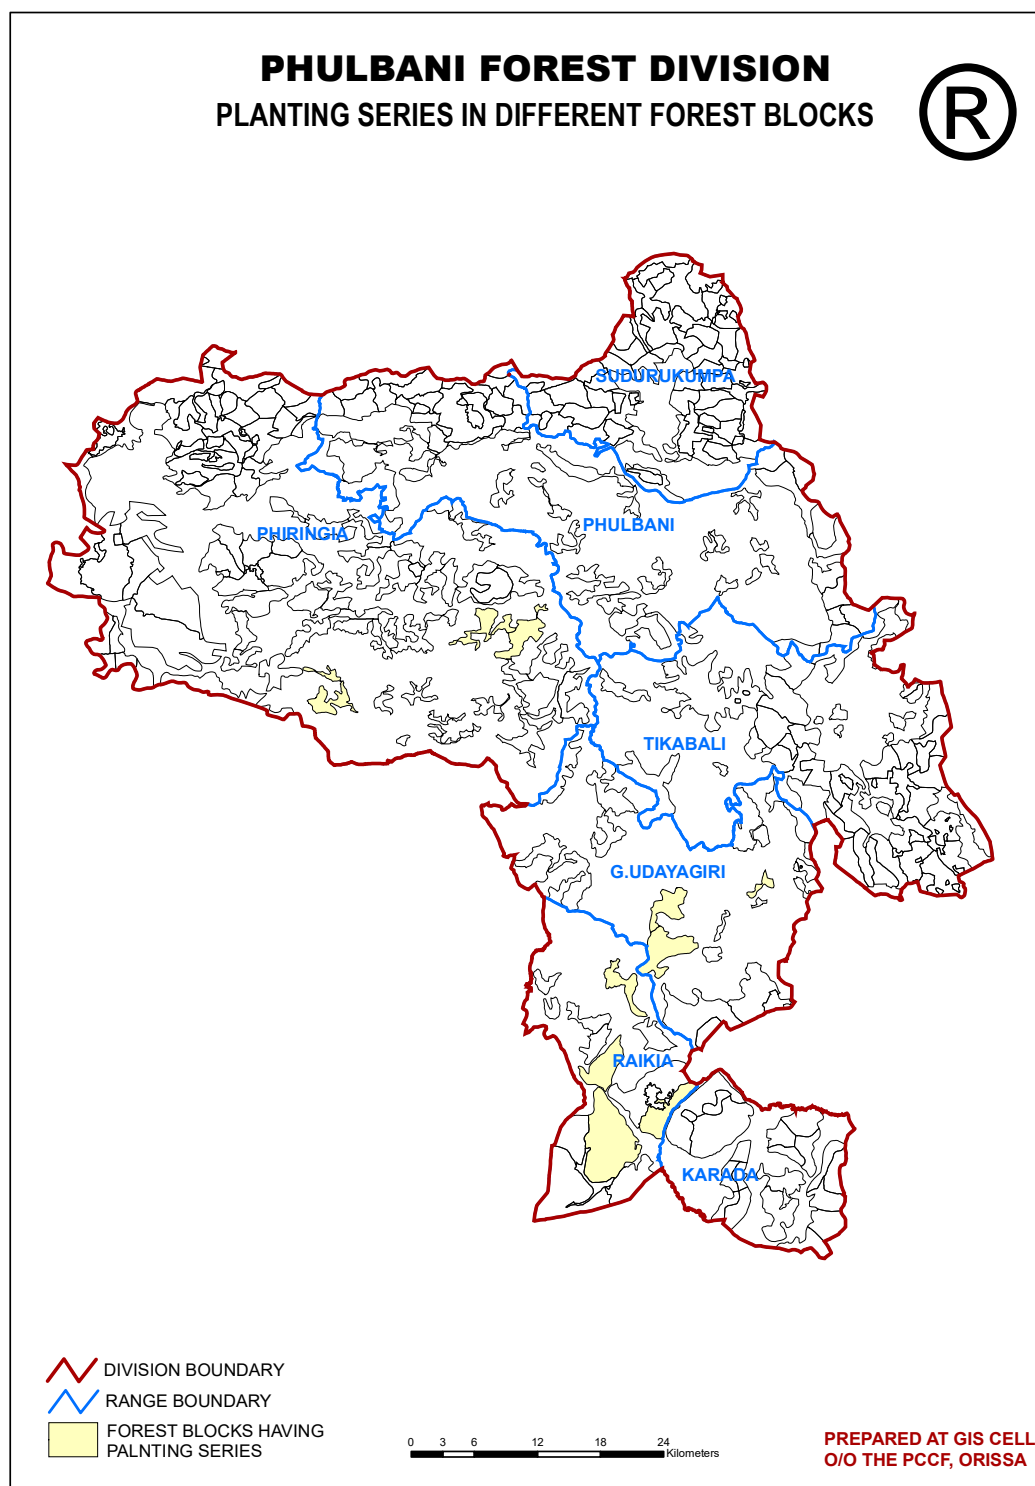 PHULBANI FOREST DIVISION
PLANTING SERIES IN DIFFERENT FOREST BLOCKS
R
SUDURUKUMPA
PHULBANI
PHIRINGIA
TIKABALI
G.UDAYAGIRI
RAIKIA
KARADA
DIVISION BOUNDARY
RANGE BOUNDARY
FOREST BLOCKS HAVING
PALNTING SERIES
0 3 6 12 18 24
Kilometers
PREPARED AT GIS CELL
O/O THE PCCF, ORISSA